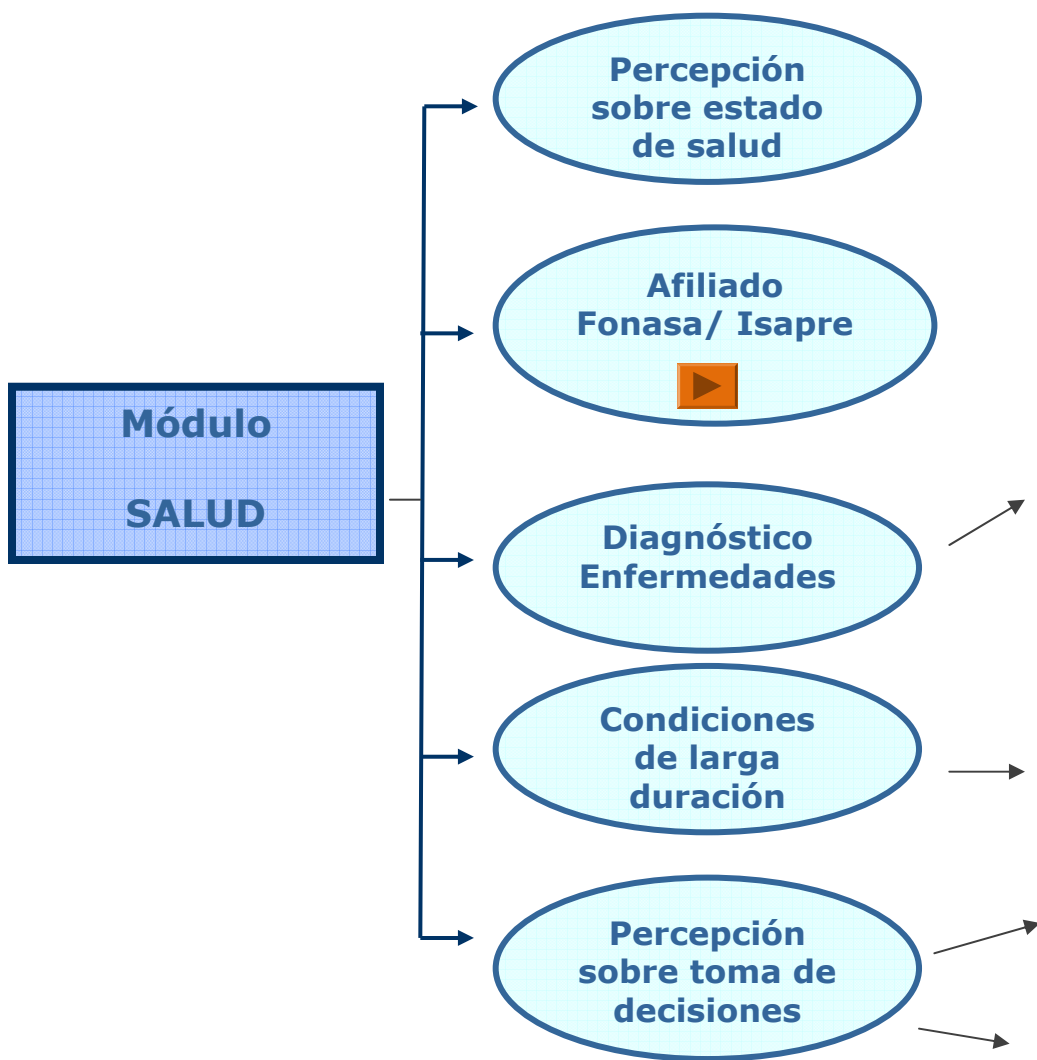 Percepción
sobre estado
de salud
Afiliado
Fonasa/ Isapre
Módulo
SALUD
Diagnóstico
Enfermedades
Condiciones
de larga
duración
Percepción
sobre toma de
decisiones